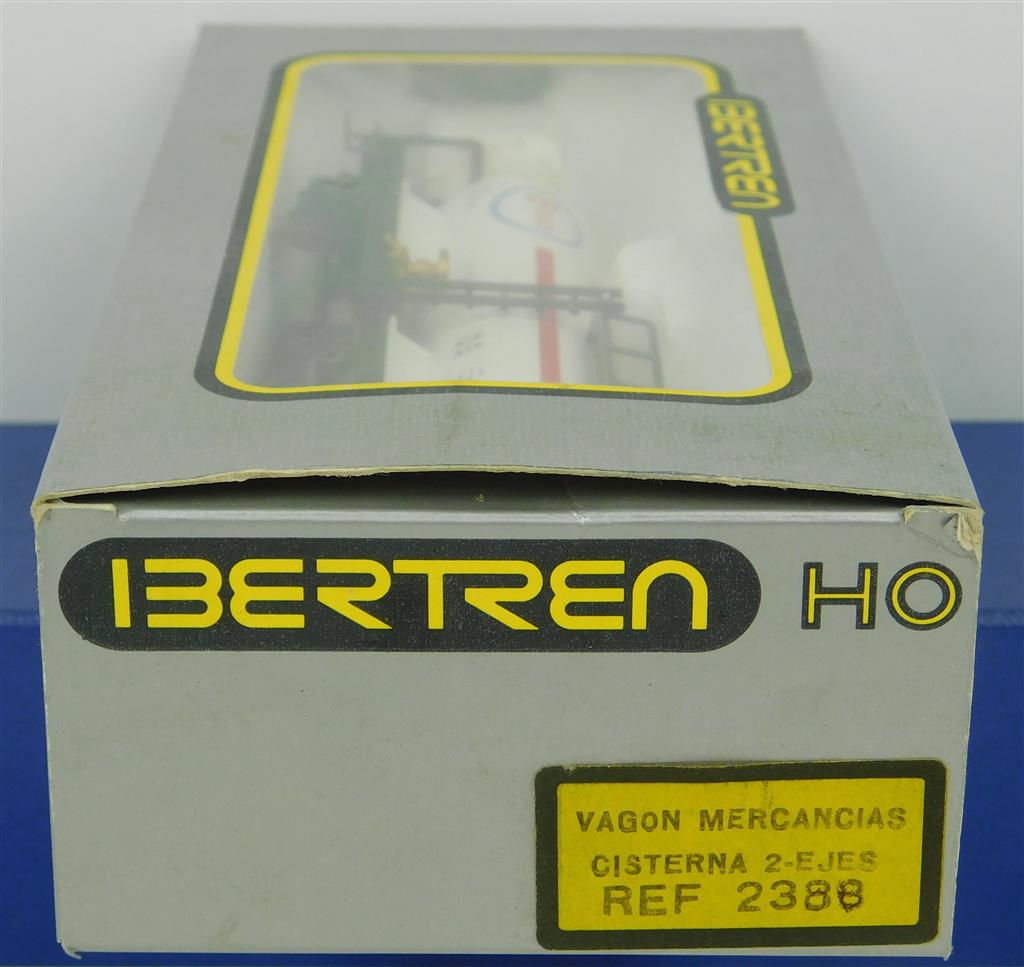 IBERTREN
IBERTREN HO
VAGON MERCANCIAS
CISTERNA 2-EJES
REF 2388